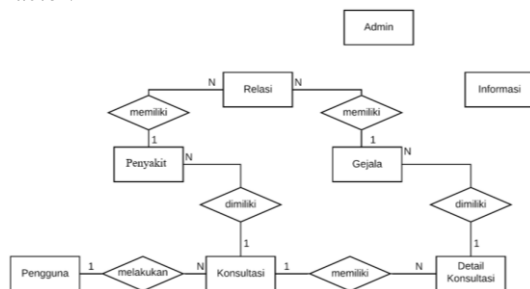 Admin
N Relasi N
Informasi
memiliki memiliki
1 1
Penyakit N Gejala N
dimiliki dimiliki
1 1
Pengguna 1 melakukan N Konsultasi 1 memiliki N Detail
Konsultasi